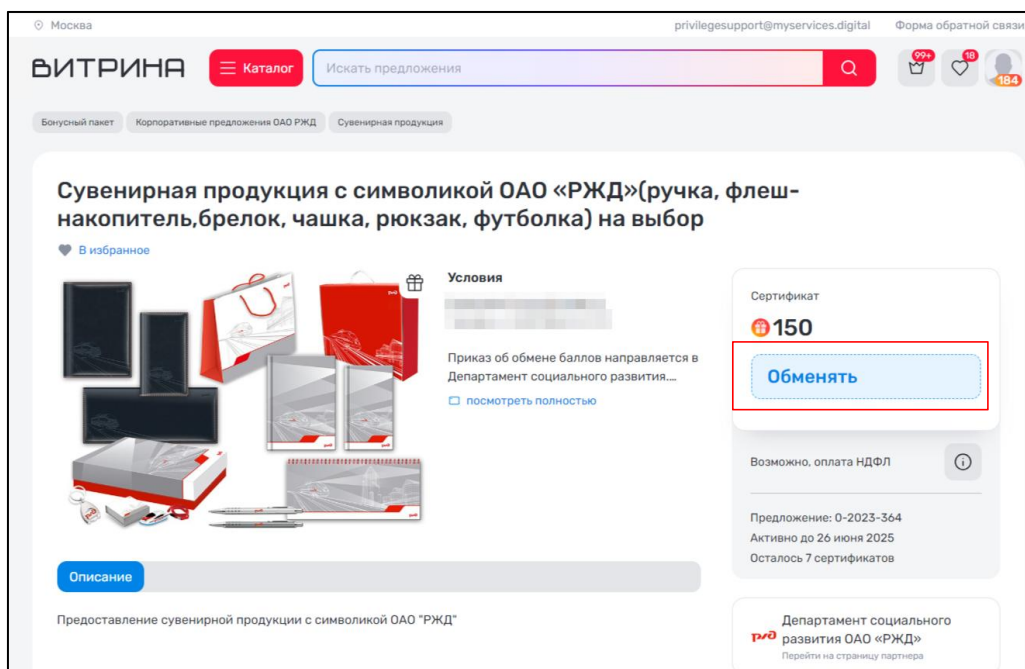 Москва
privilegesupport@myservices.digital Форма обратной связи
ВИТРИНА
Каталог
Искать предложения
99+
18
184
Бонусный пакет
Корпоративные предложения ОАО РЖД
Сувенирная продукция
Сувенирная продукция с символикой ОАО «РЖД»(ручка, флеш-
накопитель,брелок, чашка, рюкзак, футболка) на выбор
В избранное
Условия
Приказ об обмене баллов направляется в
Департамент социального развития....
посмотреть полностью
Сертификат
150
Обменять
Возможно, оплата НДФЛ
Предложение: 0-2023-364
Активно до 26 июня 2025
Осталось 7 сертификатов
Описание
Предоставление сувенирной продукции с символикой ОАО "РЖД"
Департамент социального
ржд развития ОАО «РЖД»
Перейти на страницу партнера